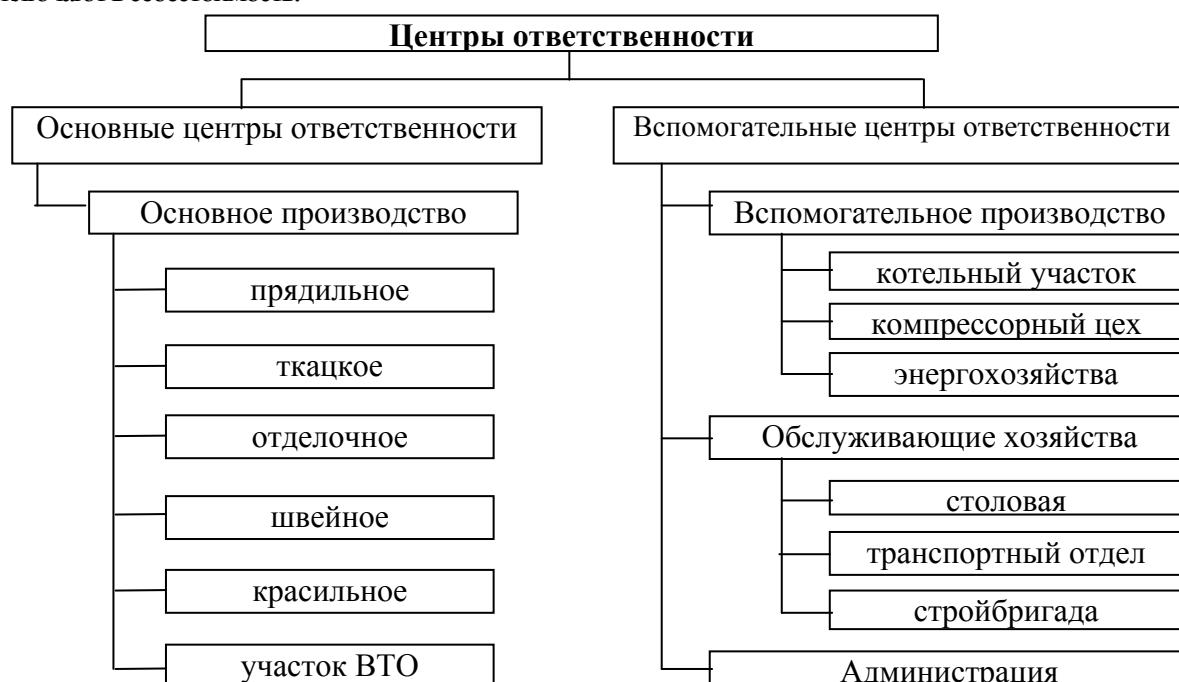 Центры ответственности
Основные центры ответственности
Вспомогательные центры ответственности
Основное производство
прядильное
ткацкое
отделочное
швейное
красильное
участок ВТО
Вспомогательное производство
котельный участок
компрессорный цех
энергохозяйства
Обслуживающие хозяйства
столовая
транспортный отдел
стройбригада
Администрация